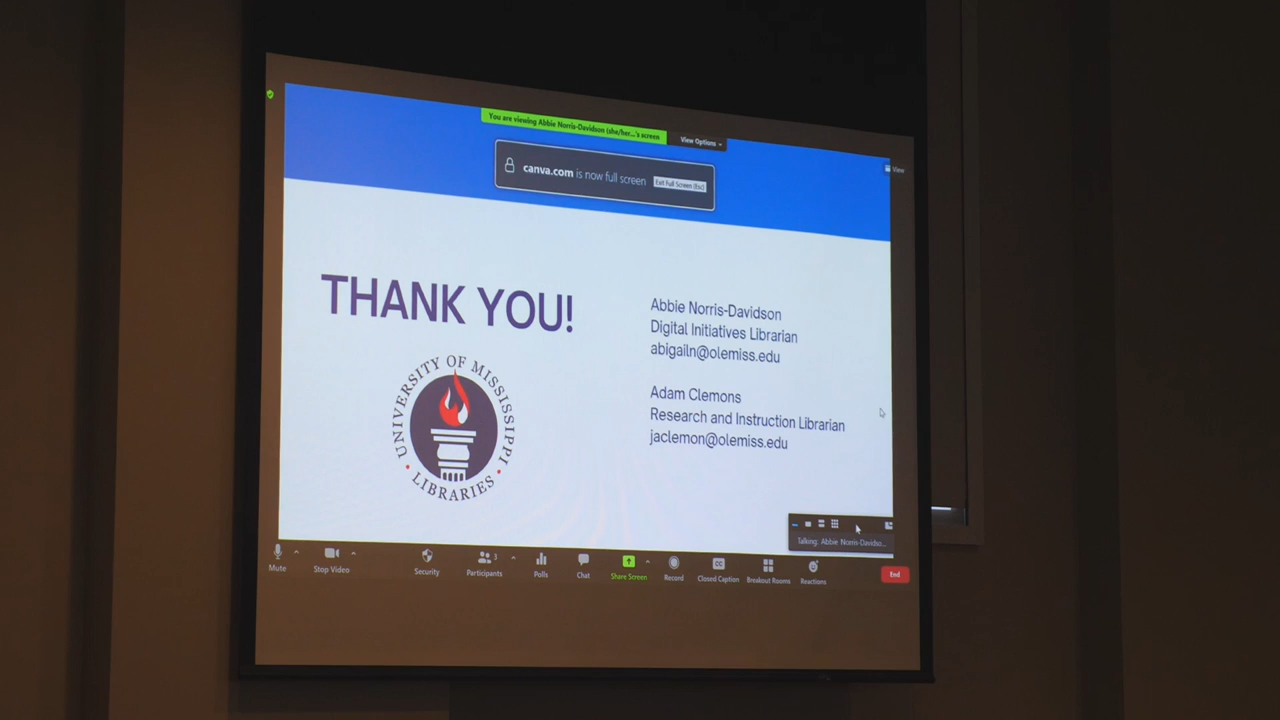 You are viewing Abbie Norris-Davidson (she/her...'s screen
View Options
View
canva.com is now full screen
Exit Full Screen (Esc)
THANK YOU!
UNIVERSITY OF MISSISSIPPI
• LIBRARIES •
Abbie Norris-Davidson
Digital Initiatives Librarian
abigailn@olemiss.edu
Adam Clemons
Research and Instruction Librarian
jaclemon@olemiss.edu
Talking: Abbie Norris-Davidso...
Mute
Stop Video
Security
Participants
3
Polls
Chat
Share Screen
Record
CC
Closed Caption
Breakout Rooms
Reactions
End